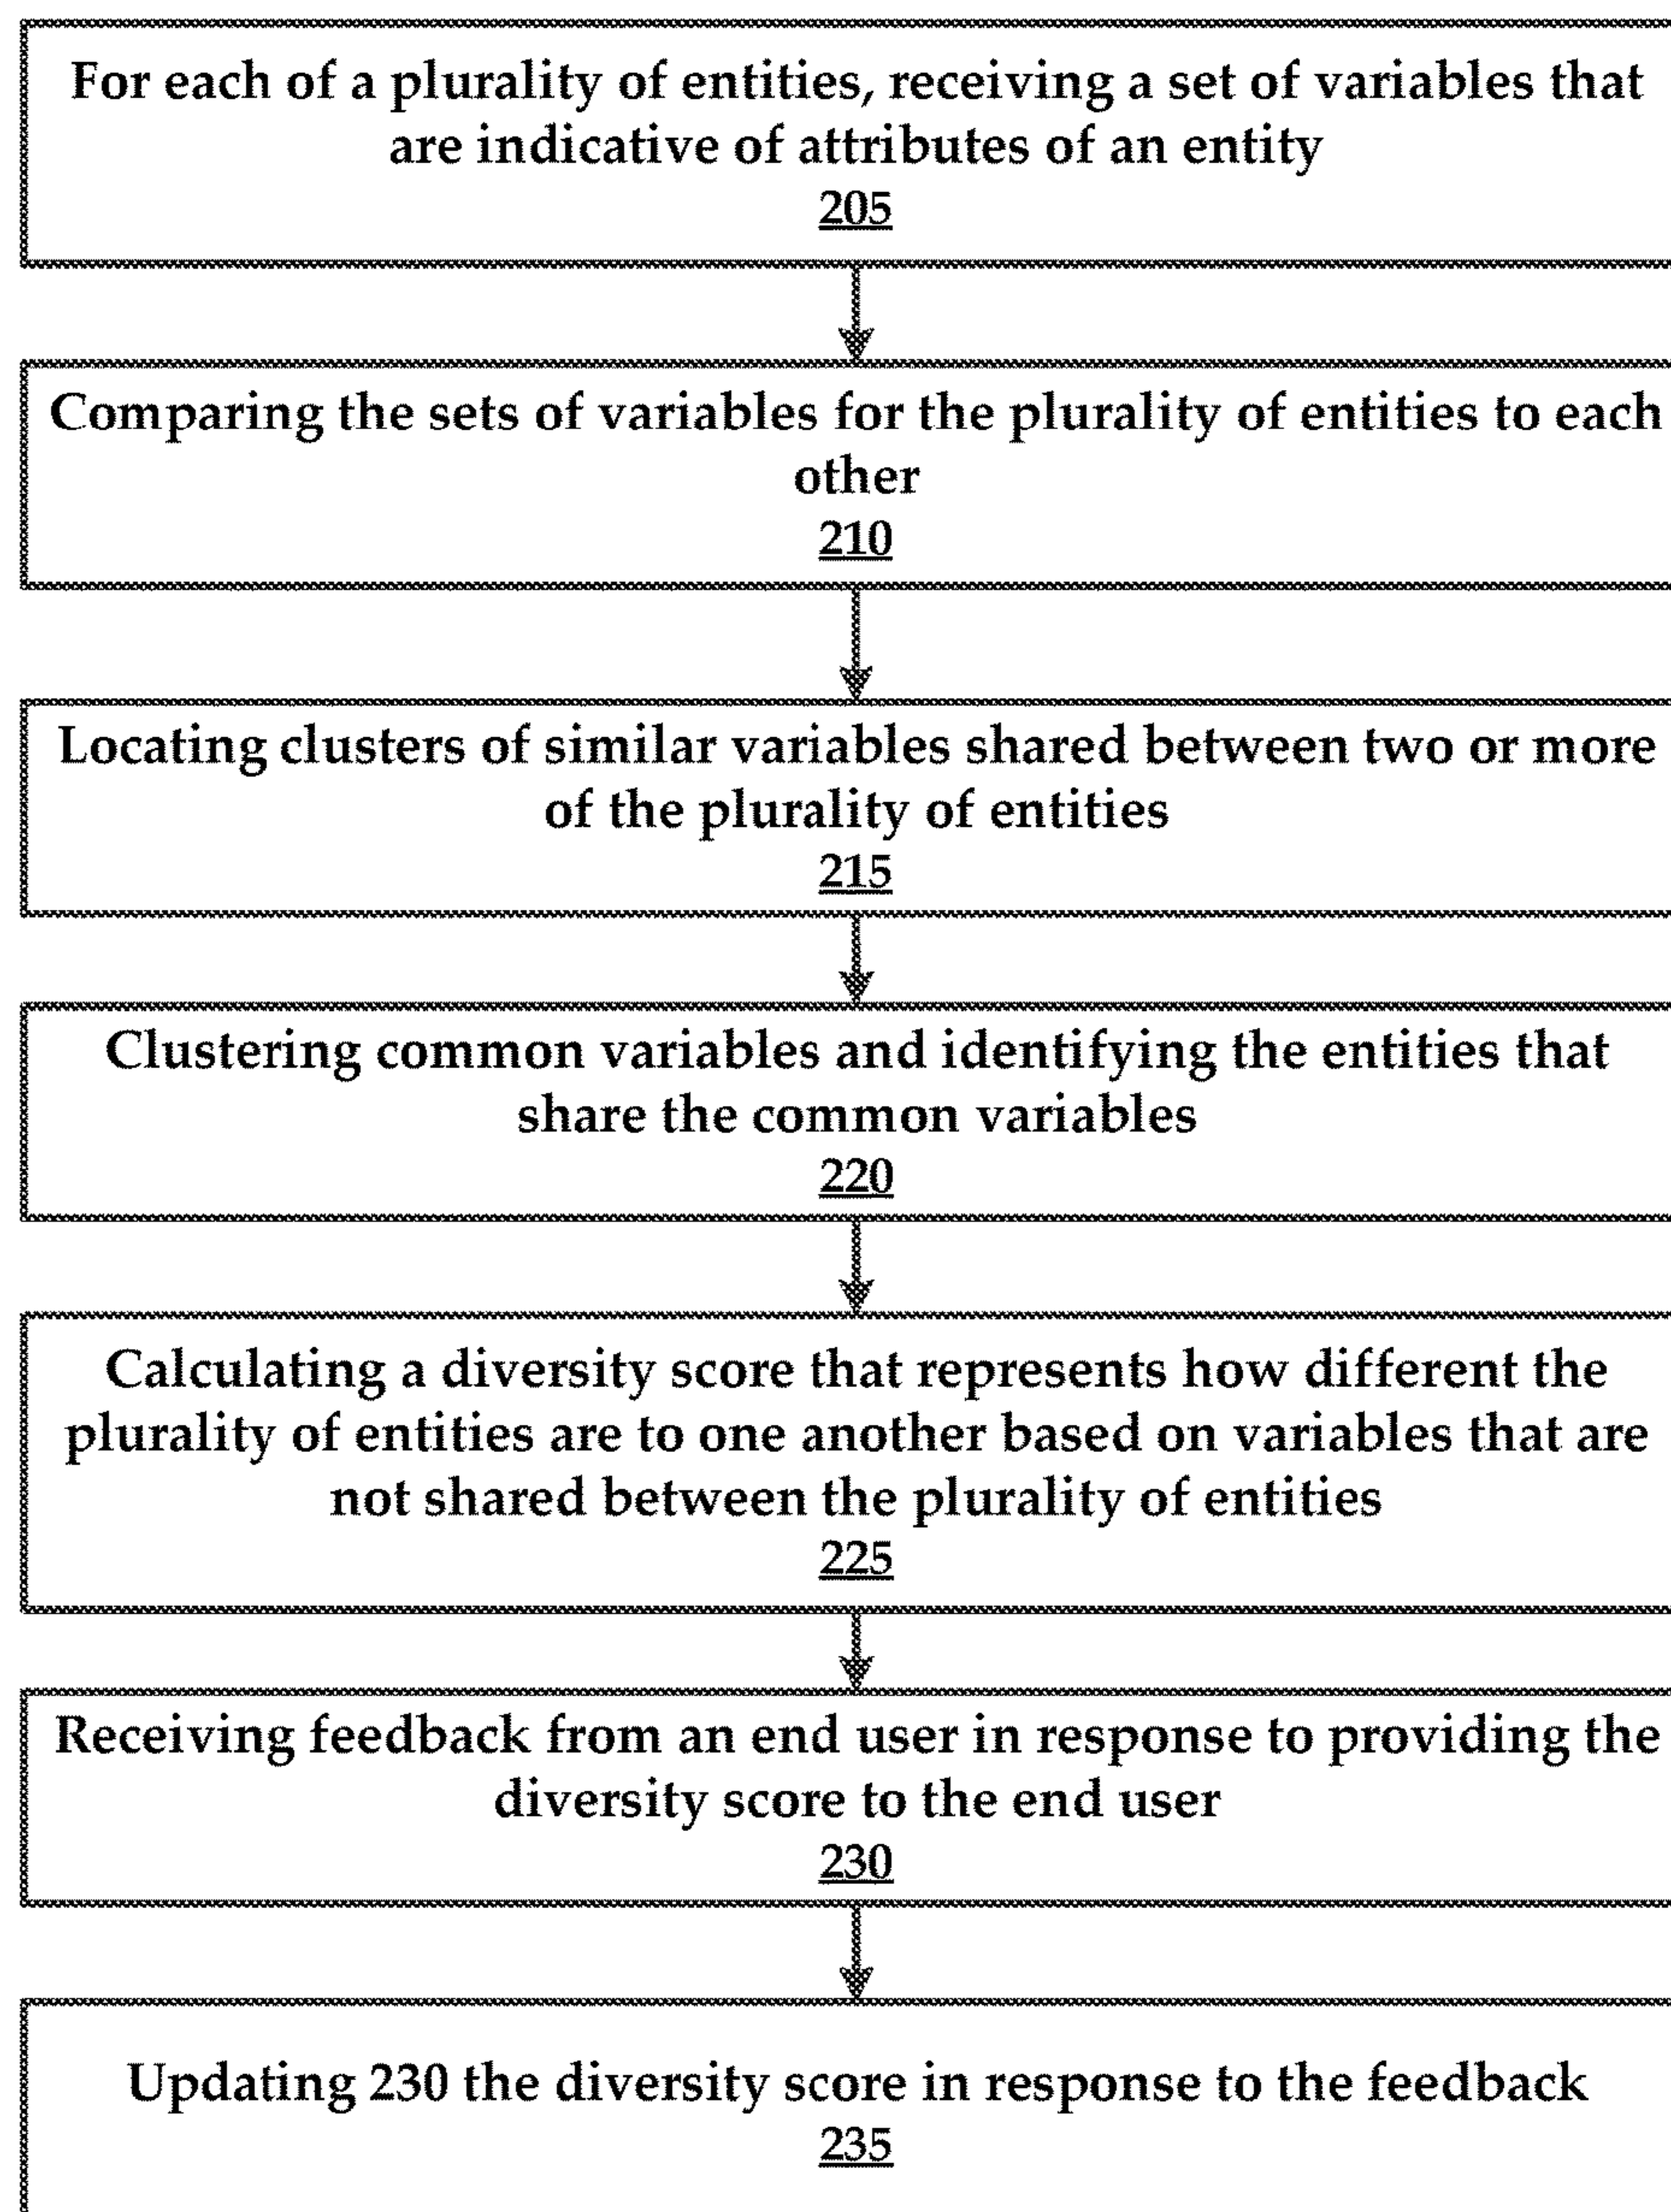 For each of a plurality of entities, receiving a set of variables that
are indicative of attributes of an entity
205
Comparing the sets of variables for the plurality of entities to each
other
210
Locating clusters of similar variables shared between two or more
of the plurality of entities
215
Clustering common variables and identifying the entities that
share the common variables
220
Calculating a diversity score that represents how different the
plurality of entities are to one another based on variables that are
not shared between the plurality of entities
225
Receiving feedback from an end user in response to providing the
diversity score to the end user
230
Updating 230 the diversity score in response to the feedback
235